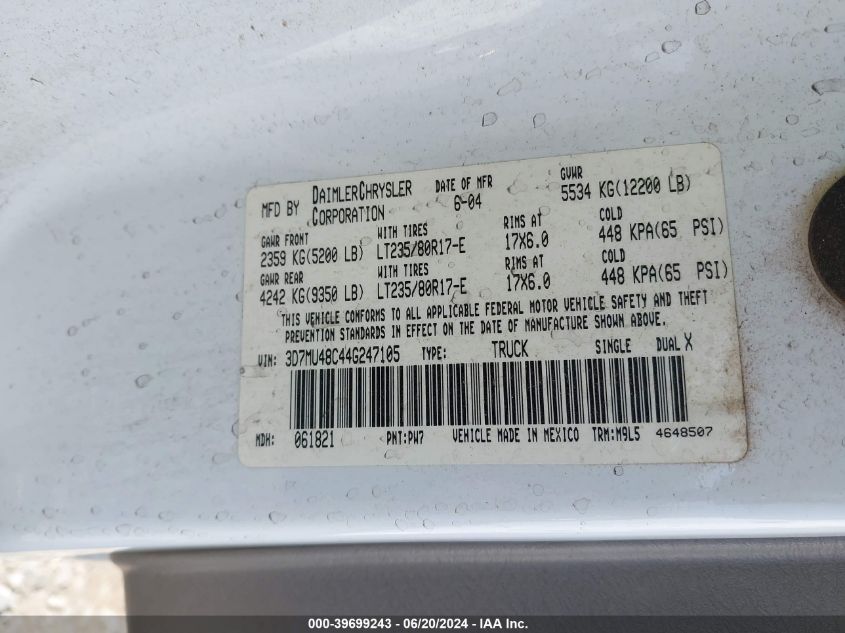 MFD BY DAIMLERCHRYSLER CORPORATION DATE OF MFR 6-04 GVWR 5534 KG(12200 LB)
GAWR FRONT WITH TIRES RIMS AT COLD
2359 KG(5200 LB) LT235/80R17-E 17X6.0 448 KPA(65 PSI)
GAWR REAR WITH TIRES RIMS AT COLD
4242 KG(9350 LB) LT235/80R17-E 17X6.0 448 KPA(65 PSI)
THIS VEHICLE CONFORMS TO ALL APPLICABLE FEDERAL MOTOR VEHICLE SAFETY AND THEFT
PREVENTION STANDARDS IN EFFECT ON THE DATE OF MANUFACTURE SHOWN ABOVE.
VIN: 3D7MU48C44G247105 TYPE: TRUCK SINGLE DUAL X
MDH: 061821 PNT:PW7 VEHICLE MADE IN MEXICO TRM:M9L5 4648507
000-39699243 - 06/20/2024 - IAA Inc.